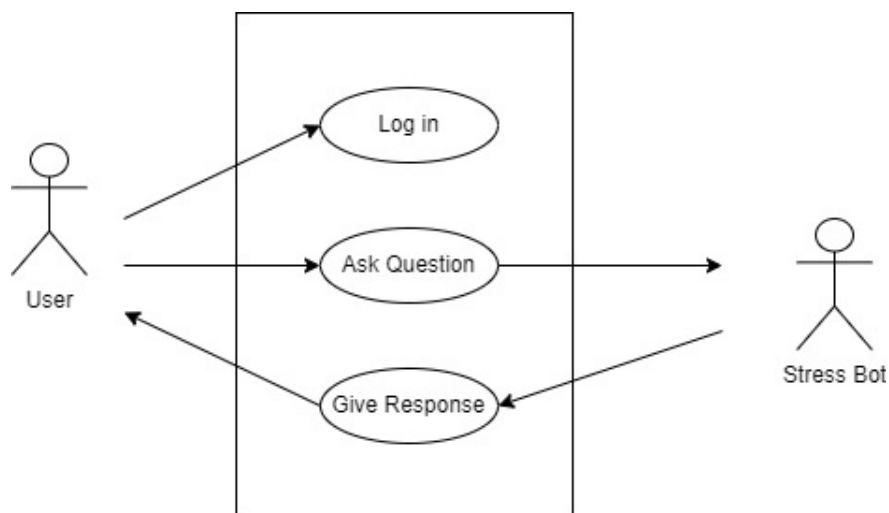 Log in
Ask Question
User
Stress Bot
Give Response